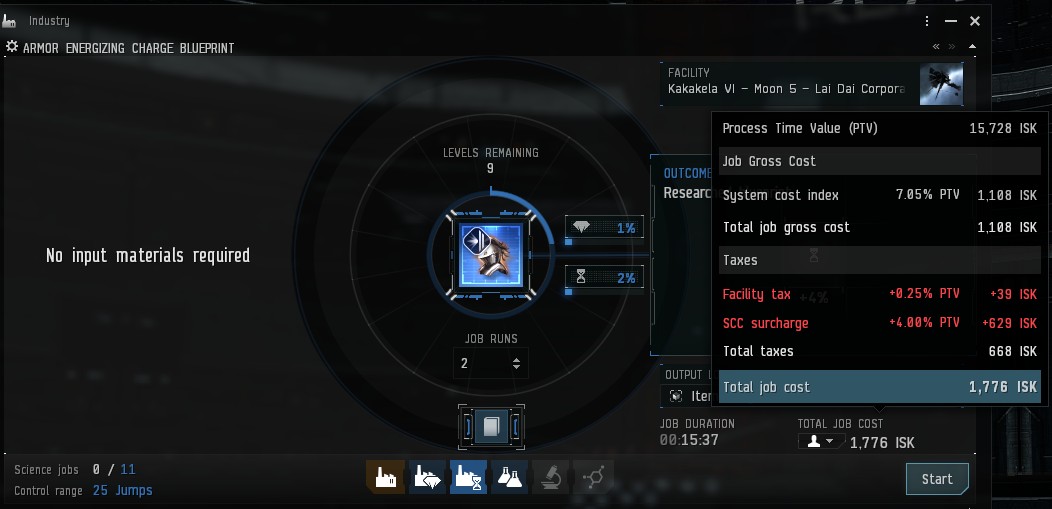 Industry
ARMOR ENERGIZING CHARGE BLUEPRINT
FACILITY
Kakakela VI - Moon 5 - Lai Dai Corpora
Process Time Value (PTV) 15,728 ISK
Job Gross Cost
System cost index 7.05% PTV 1,108 ISK
Total job gross cost 1,108 ISK
Taxes
Facility tax +0.25% PTV +39 ISK
SCC surcharge +4.00% PTV +629 ISK
Total taxes 668 ISK
Total job cost 1,776 ISK
LEVELS REMAINING
9
OUTCOME
Researc
1%
2%
+4%
No input materials required
JOB RUNS
2
OUTPUT L
Iter
JOB DURATION
00:15:37
TOTAL JOB COST
1,776 ISK
Science jobs 0 / 11
Control range 25 Jumps
Start